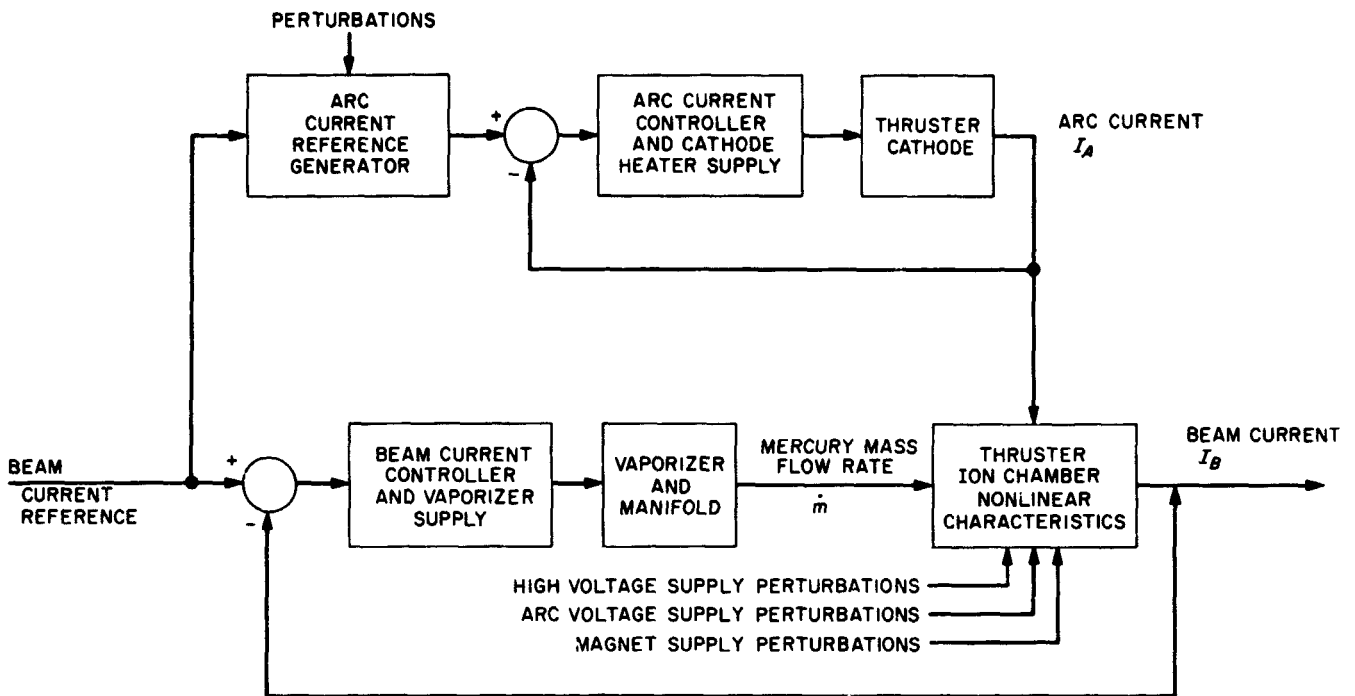 PERTURBATIONS
ARC
CURRENT
REFERENCE
GENERATOR
+
-
ARC CURRENT
CONTROLLER
AND CATHODE
HEATER SUPPLY
THRUSTER
CATHODE
ARC CURRENT
I_A
BEAM
CURRENT
REFERENCE
+
-
BEAM CURRENT
CONTROLLER
AND VAPORIZER
SUPPLY
VAPORIZER
AND
MANIFOLD
MERCURY MASS
FLOW RATE
ṁ
THRUSTER
ION CHAMBER
NONLINEAR
CHARACTERISTICS
BEAM CURRENT
I_B
HIGH VOLTAGE SUPPLY PERTURBATIONS
ARC VOLTAGE SUPPLY PERTURBATIONS
MAGNET SUPPLY PERTURBATIONS